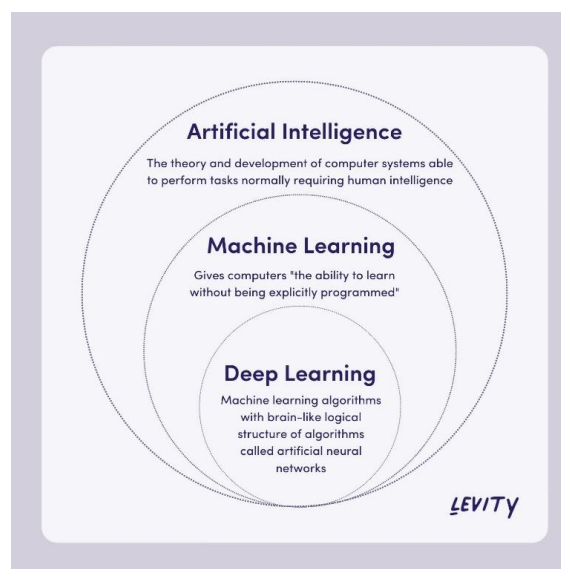 Artificial Intelligence
The theory and development of computer systems able
to perform tasks normally requiring human intelligence
Machine Learning
Gives computers "the ability to learn
without being explicitly programmed"
Deep Learning
Machine learning algorithms
with brain-like logical
structure of algorithms
called artificial neural
networks
LEVITY